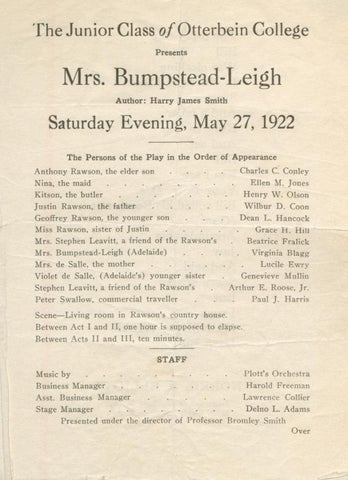 The Junior Class of Otterbein College
Presents
Mrs. Bumpstead-Leigh
Author: Harry James Smith
Saturday Evening, May 27, 1922
The Persons of the Play in the Order of Appearance
Anthony Rawson, the elder son . . . . Charles C. Conley
Nina, the maid . . . . . . Ellen M. Jones
Kitson, the butler . . . . . Henry W. Olson
Justin Rawson, the father . . . . Wilbur D. Coon
Geoffrey Rawson, the younger son . . . Dean L. Hancock
Miss Rawson, sister of Justin . . . . Grace H. Hill
Mrs. Stephen Leavitt, a friend of the Rawson's . Beatrice Fralick
Mrs. Bumpstead-Leigh (Adelaide) . . . Virginia Blagg
Mrs. de Salle, the mother . . . . Lucile Ewry
Violet de Salle, (Adelaide's) younger sister . Genevieve Mullin
Stephen Leavitt, a friend of the Rawson's . Arthur E. Roose, Jr.
Peter Swallow, commercial traveller . . . Paul J. Harris
Scene—Living room in Rawson's country house.
Between Act I and II, one hour is supposed to elapse.
Between Acts II and III, ten minutes.
STAFF
Music by . . . . . . Plott's Orchestra
Business Manager . . . . . Harold Freeman
Asst. Business Manager . . . . Lawrence Collier
Stage Manager . . . . . Delno L. Adams
Presented under the director of Professor Bromley Smith
Over